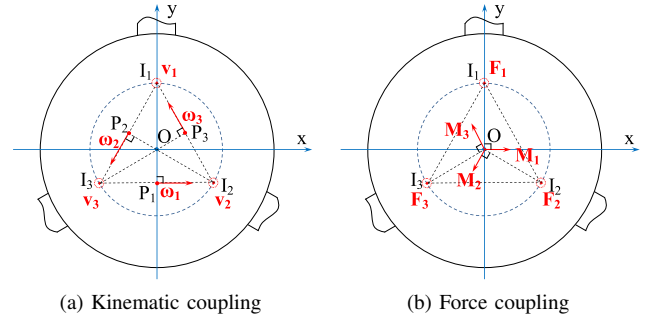 y
y
I1 v1
I1 F1
P2 ω3
ω2 O P3 x
M3 O x
M1
I3 P1 ω1 I2
v3 v2
I3 M2 I2
F3 F2
(a) Kinematic coupling
(b) Force coupling